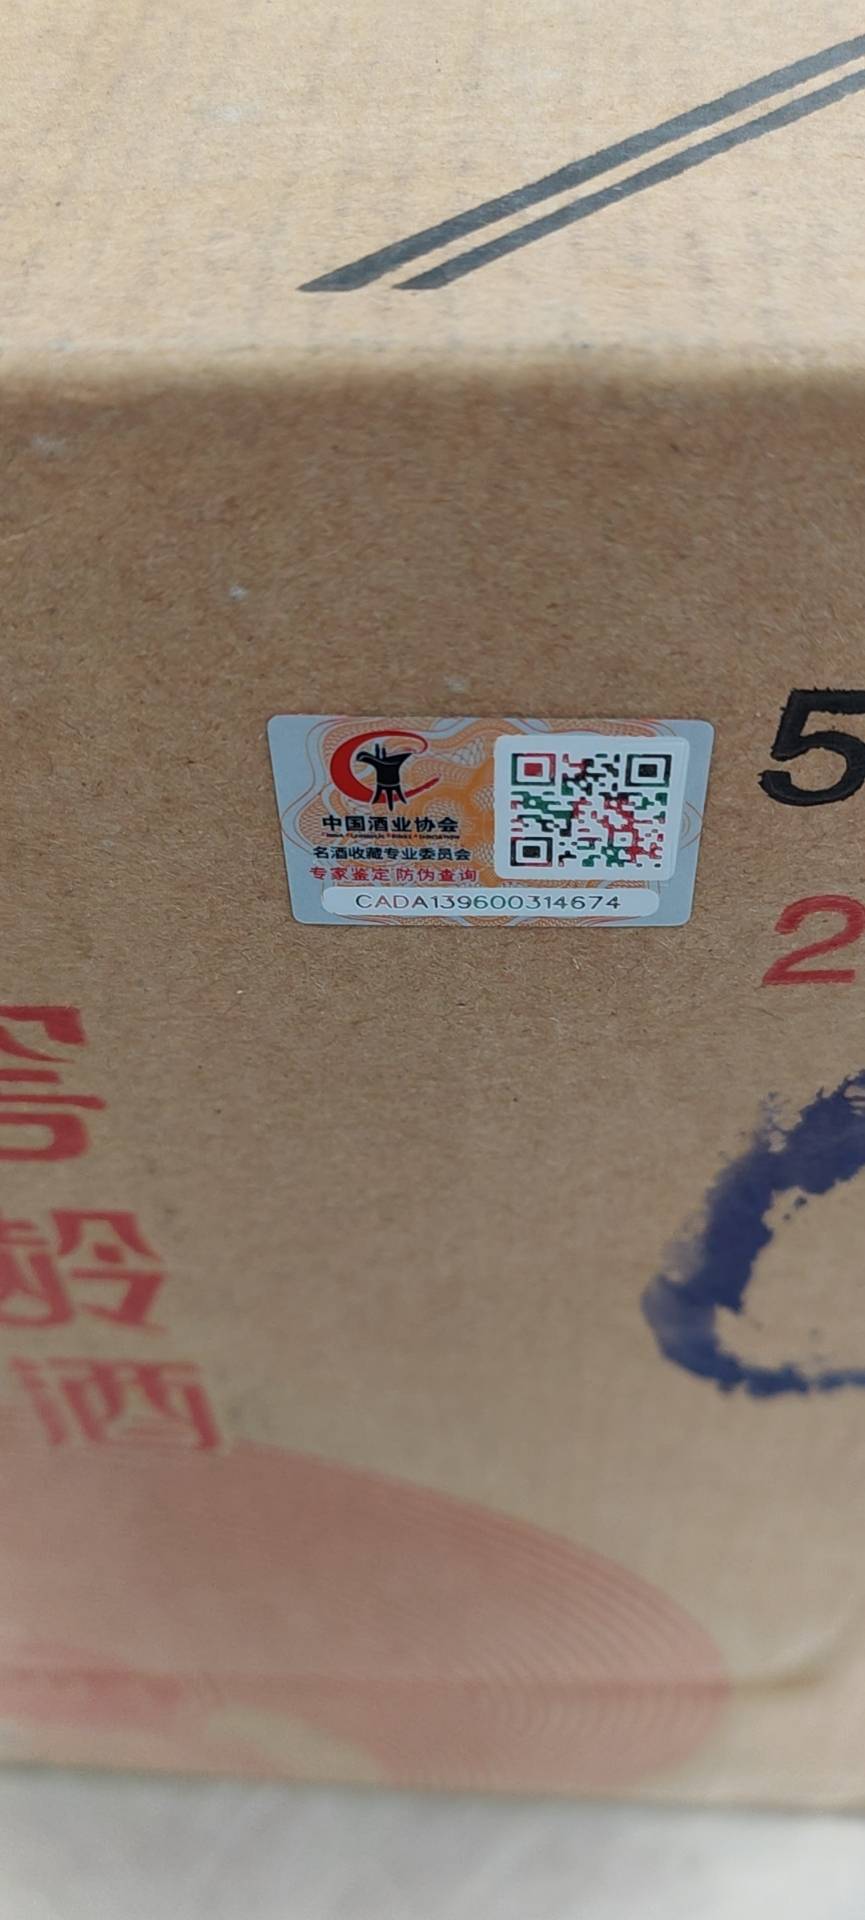 5
中国酒业协会
名酒收藏专业委员会
专家鉴定 防伪查询
CADA139600314674
2
龄
酒